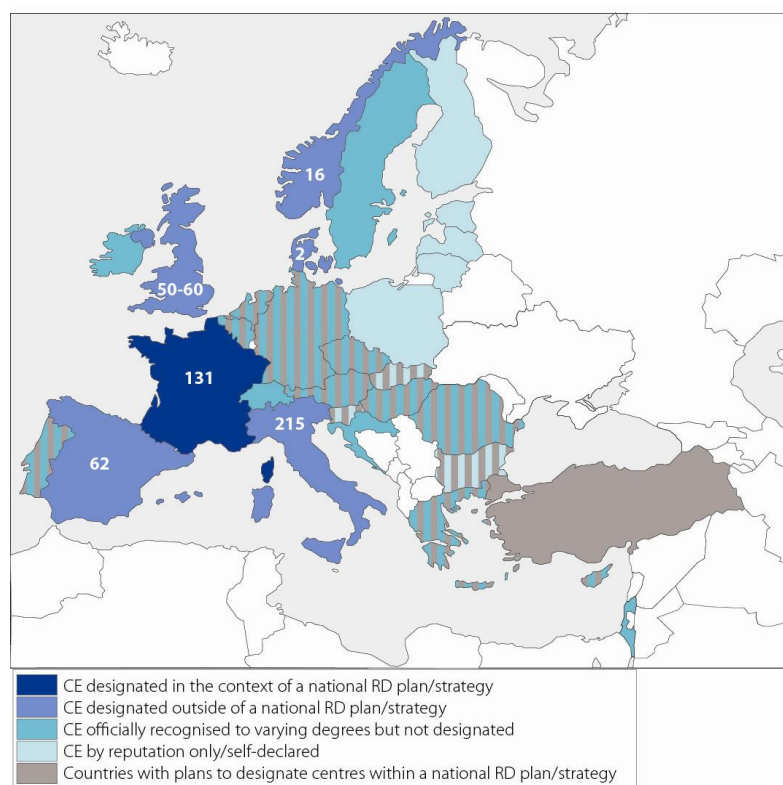 16
2
50-60
131
215
62
CE designated in the context of a national RD plan/strategy
CE designated outside of a national RD plan/strategy
CE officially recognised to varying degrees but not designated
CE by reputation only/self-declared
Countries with plans to designate centres within a national RD plan/strategy